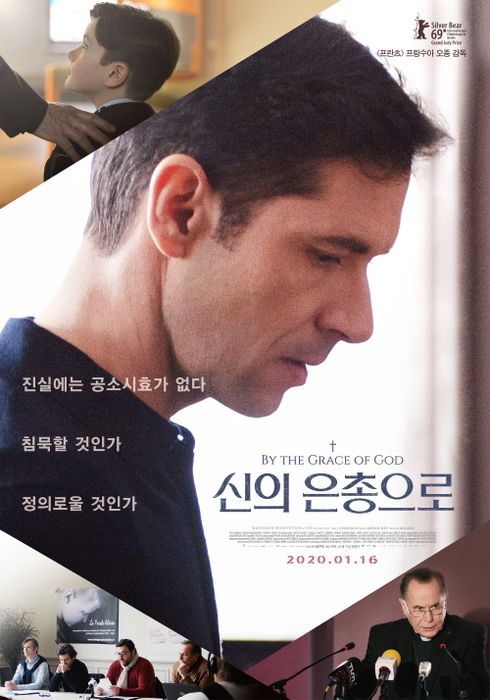 Silver Bear
69
Grand Jury Prize
<프란츠> 프랑수아 오종 감독
진실에는 공소시효가 없다
침묵할 것인가
정의로울 것인가
BY THE GRACE OF GOD
신의 은총으로
2020.01.16